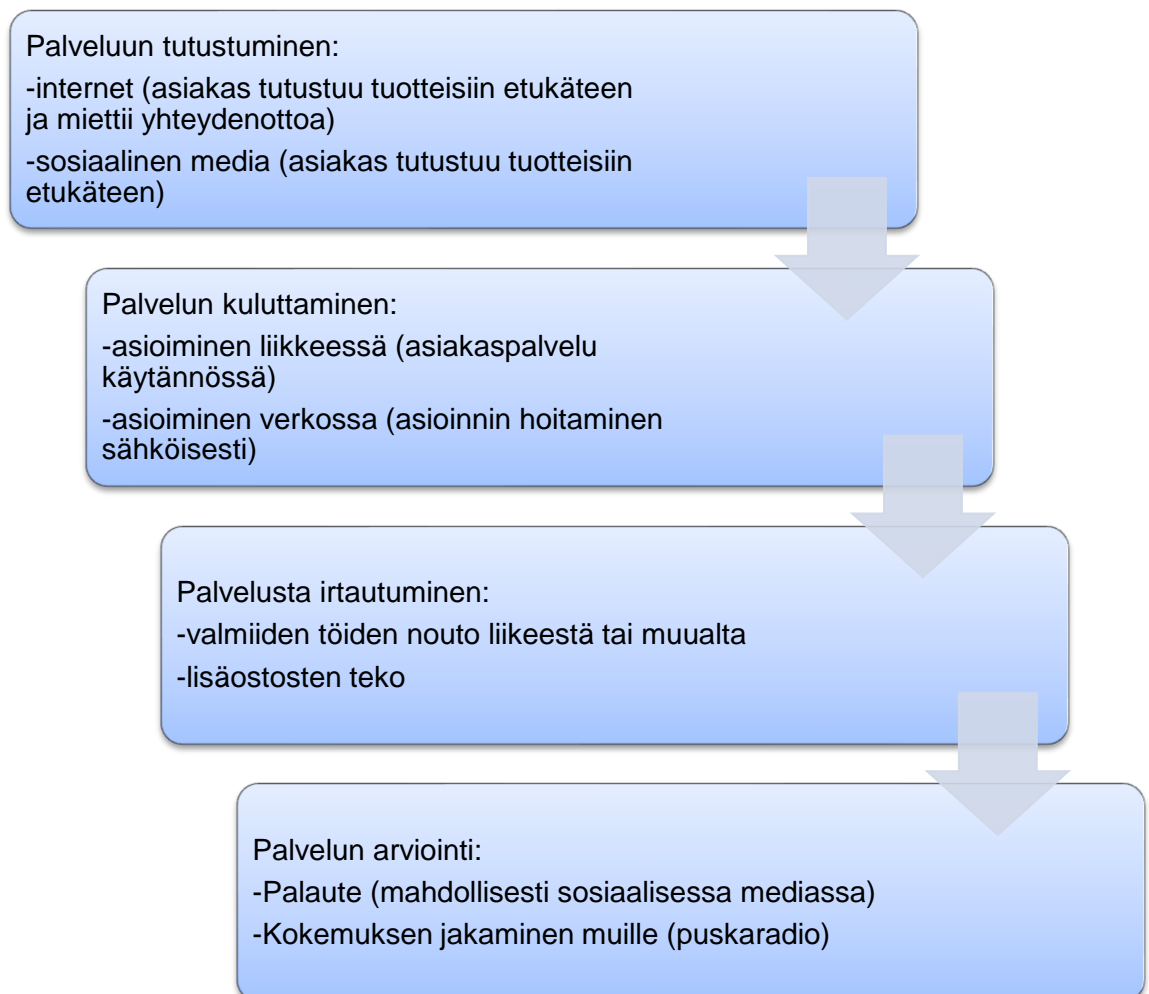 Palveluun tutustuminen:
-internet (asiakas tutustuu tuotteisiin etukäteen
ja miettii yhteydenottoa)
-sosiaalinen media (asiakas tutustuu tuotteisiin
etukäteen)
Palvelun kuluttaminen:
-asioiminen liikkeessä (asiakaspalvelu
käytännössä)
-asioiminen verkossa (asioinnin hoitaminen
sähköisesti)
Palvelusta irtautuminen:
-valmiiden töiden nouto liikeestä tai muualta
-lisäostosten teko
Palvelun arviointi:
-Palaute (mahdollisesti sosiaalisessa mediassa)
-Kokemuksen jakaminen muille (puskaradio)